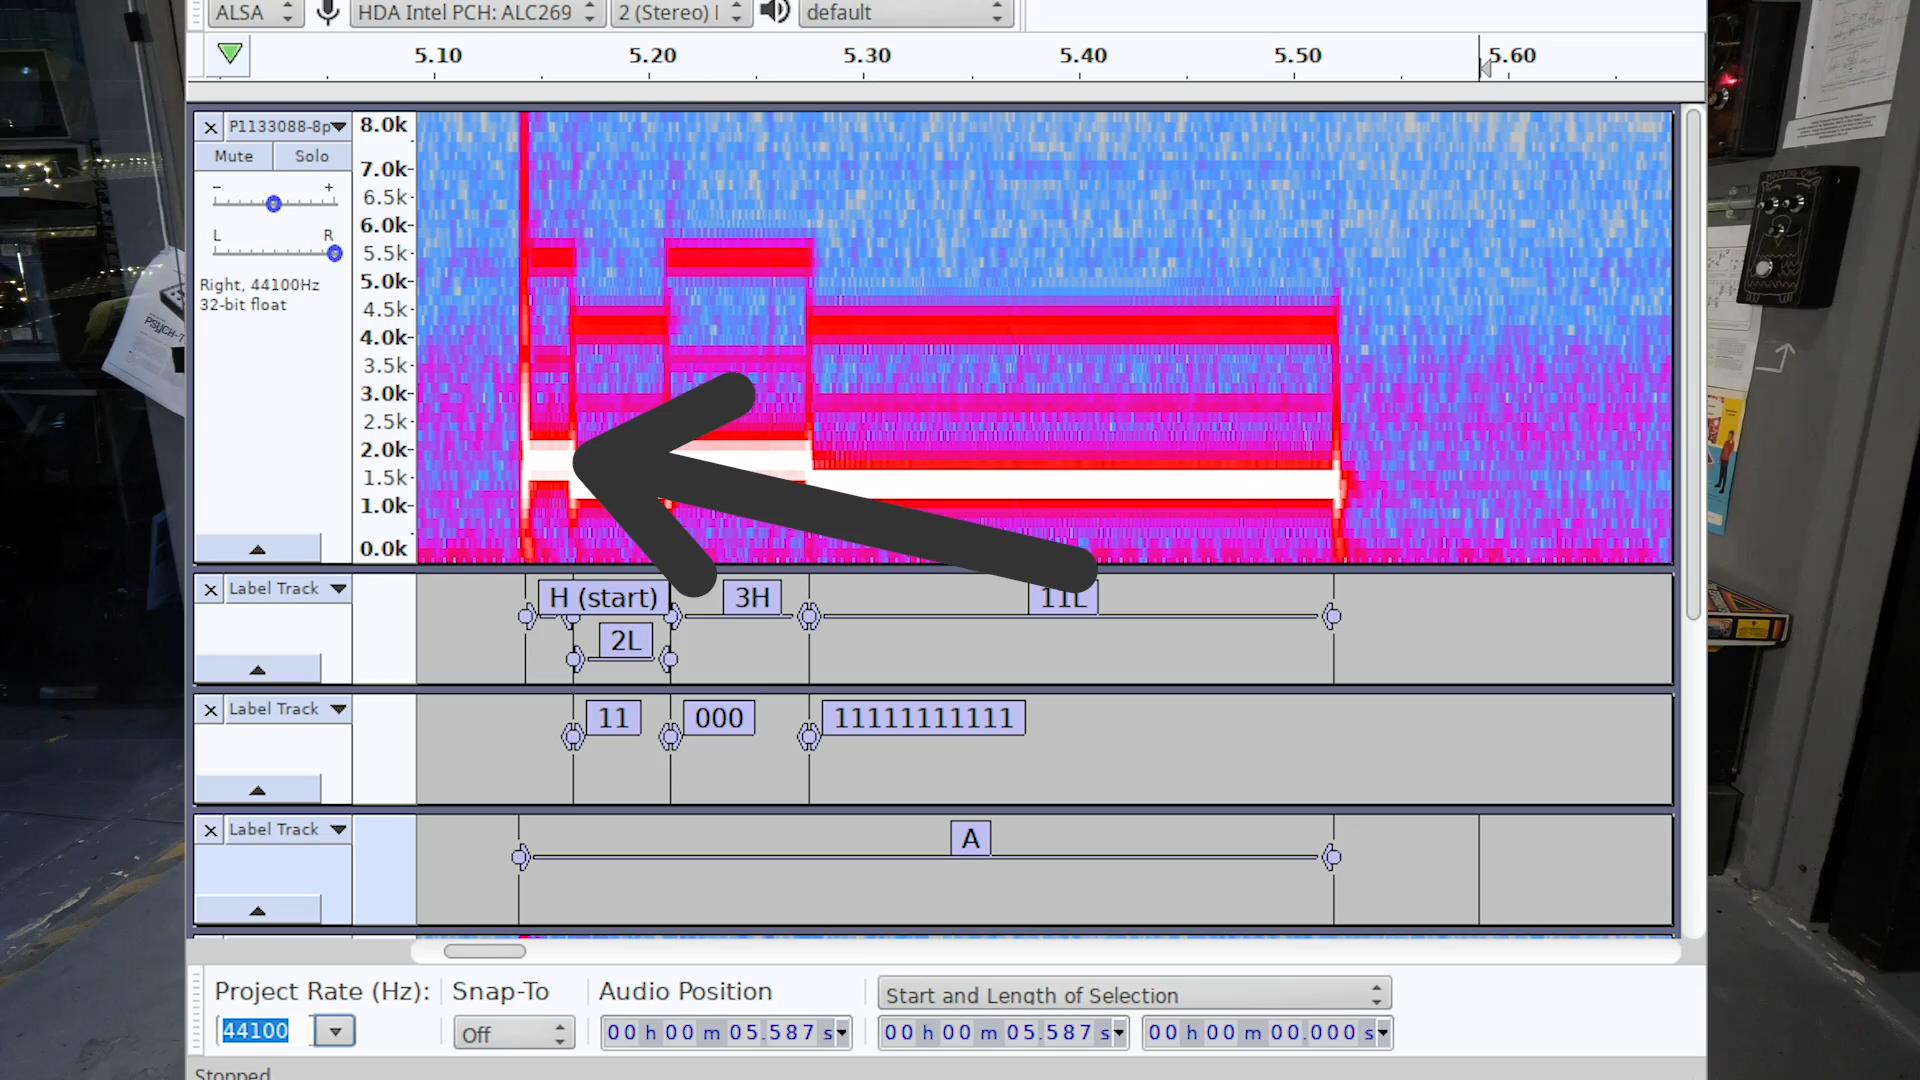 ALSA HDA Intel PCH: ALC269 2 (Stereo) default
5.10 5.20 5.30 5.40 5.50 5.60
P1133088-8p
Mute Solo
- +
L R
Right, 44100Hz
32-bit float
8.0k
7.0k
6.5k
6.0k
5.5k
5.0k
4.5k
4.0k
3.5k
3.0k
2.5k
2.0k
1.5k
1.0k
0.0k
Label Track
H (start) 3H 11L
2L
Label Track
11 000 11111111111
Label Track
A
Project Rate (Hz): Snap-To Audio Position Start and Length of Selection
44100 Off 00 h 00 m 05.587 s 00 h 00 m 05.587 s 00 h 00 m 00.000 s
Stopped